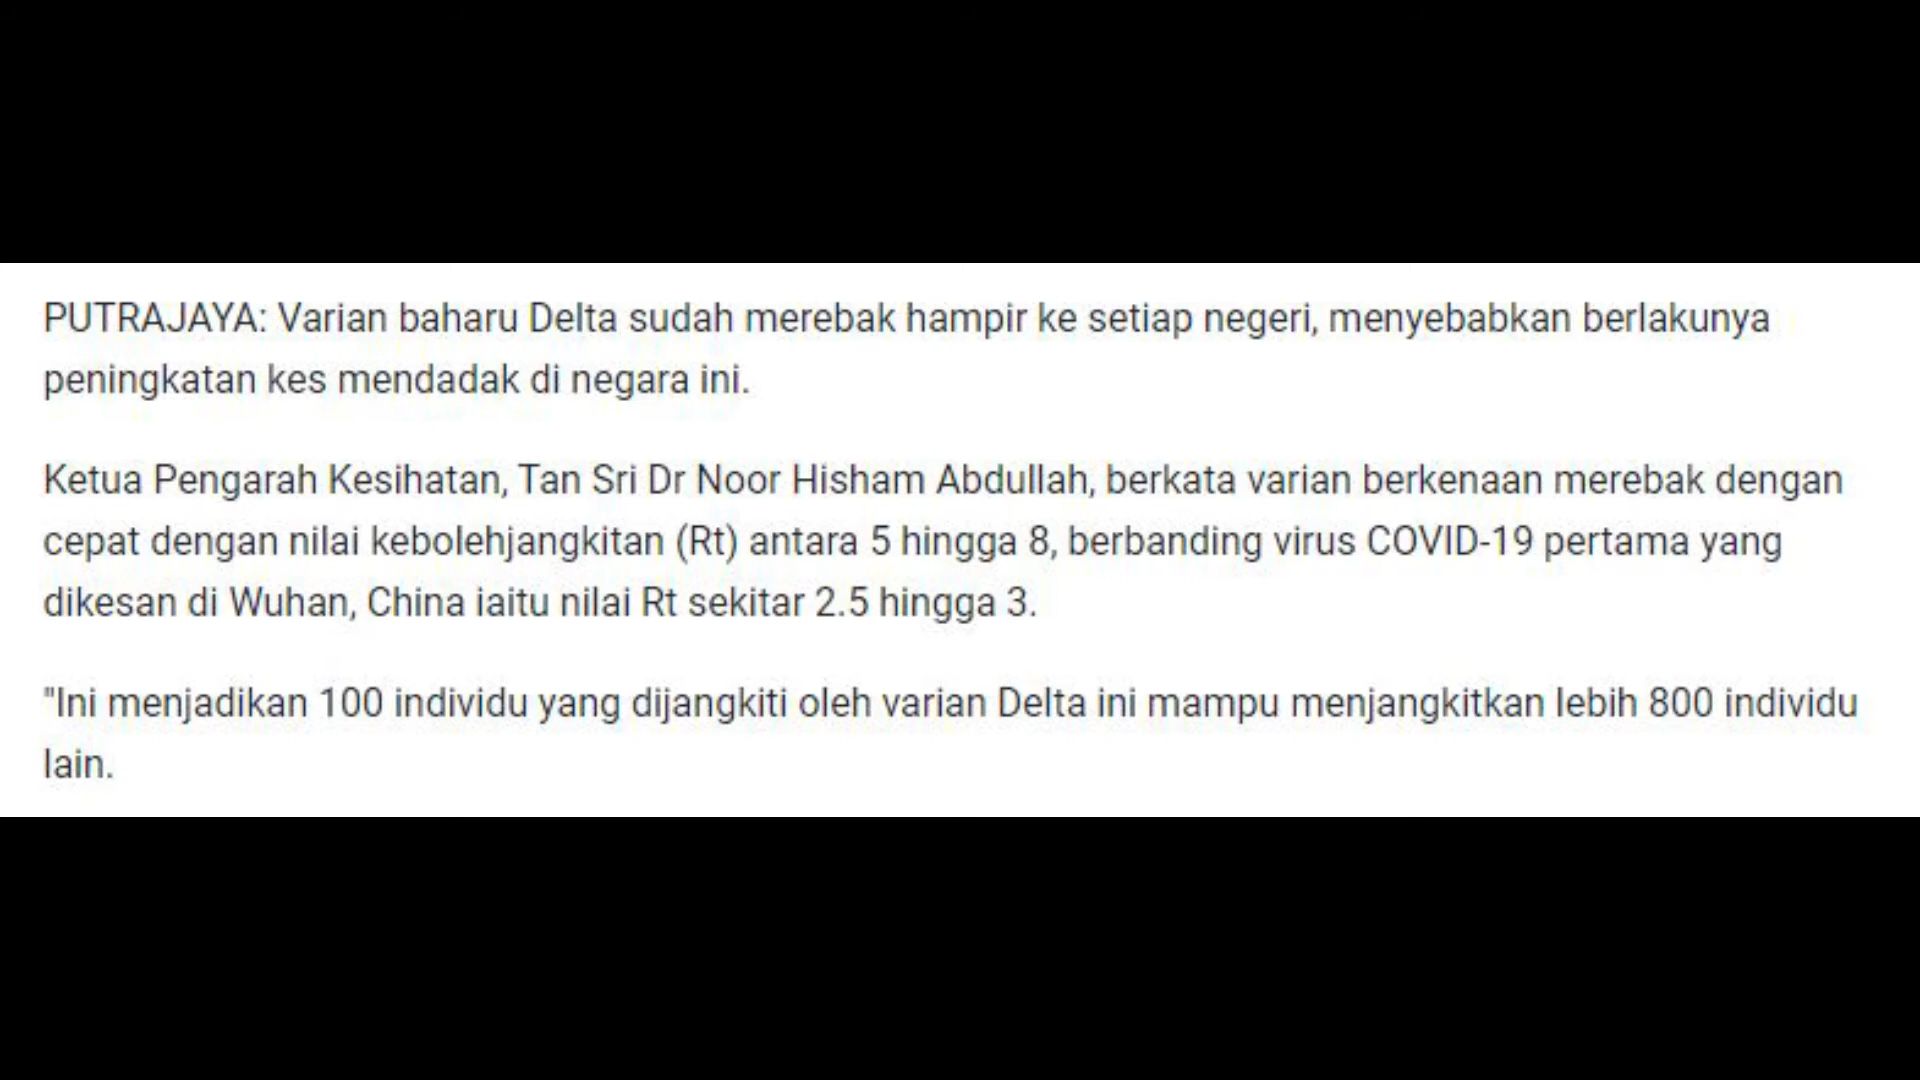 PUTRAJAYA: Varian baharu Delta sudah merebak hampir ke setiap negeri, menyebabkan berlakunya
peningkatan kes mendadak di negara ini.
Ketua Pengarah Kesihatan, Tan Sri Dr Noor Hisham Abdullah, berkata varian berkenaan merebak dengan
cepat dengan nilai kebolehjangkitan (Rt) antara 5 hingga 8, berbanding virus COVID-19 pertama yang
dikesan di Wuhan, China iaitu nilai Rt sekitar 2.5 hingga 3.
"Ini menjadikan 100 individu yang dijangkiti oleh varian Delta ini mampu menjangkitkan lebih 800 individu
lain.